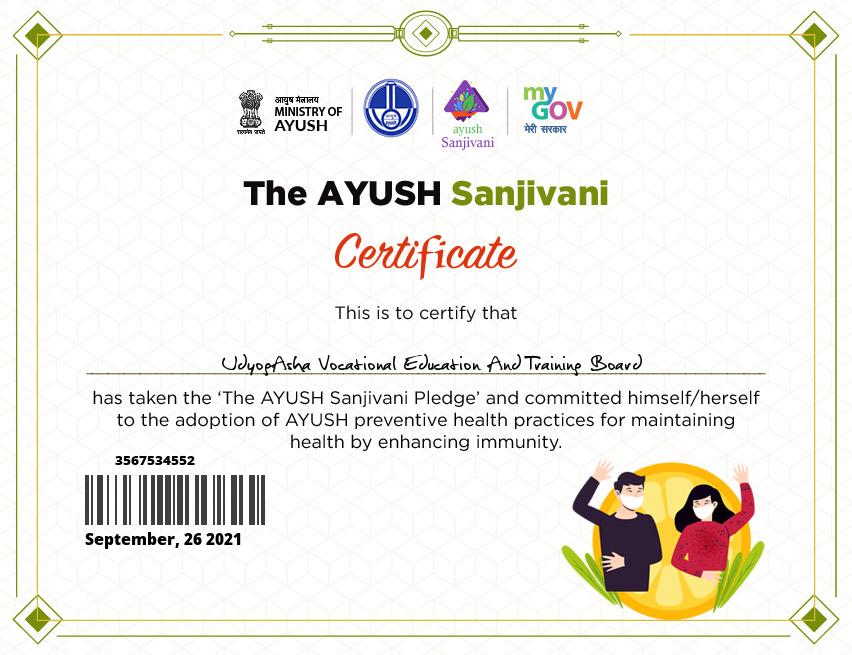 आयुष मंत्रालय
MINISTRY OF
AYUSH
सत्यमेव जयते
ayush
Sanjivani
my
GOV
मेरी सरकार
The AYUSH Sanjivani
Certificate
This is to certify that
UdyogAsha Vocational Education And Training Board
has taken the ‘The AYUSH Sanjivani Pledge’ and committed himself/herself
to the adoption of AYUSH preventive health practices for maintaining
health by enhancing immunity.
3567534552
September, 26 2021